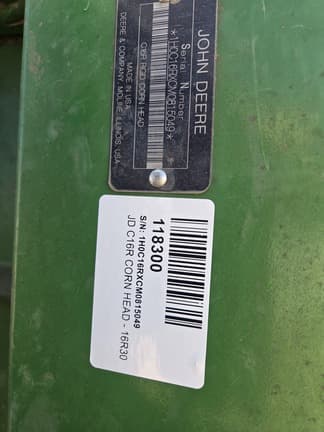 JOHN DEERE
Serial Number
*1H0C16RXCM0815049*
C16R RGD CORN HEAD
MADE IN USA
DEERE & COMPANY, MOLINE, ILLINOIS, USA
118300
S/N: 1H0C16RXCM0815049
JD C16R CORN HEAD - 16R30